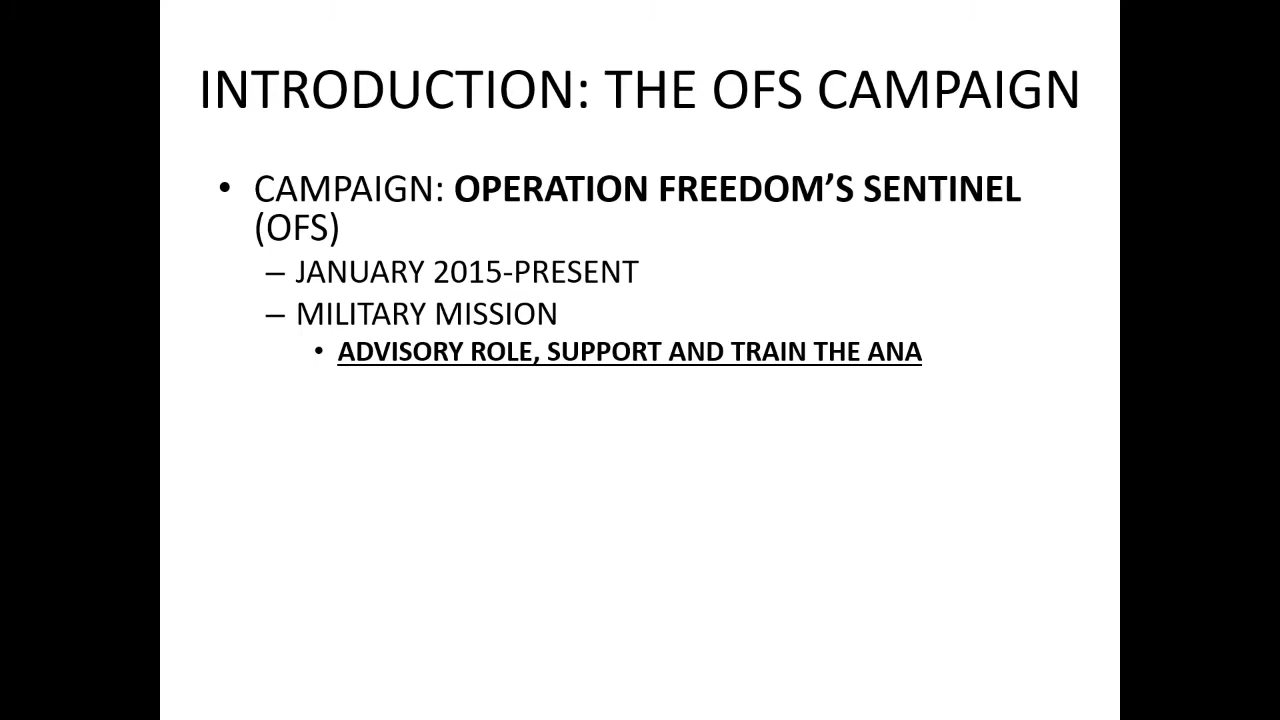 INTRODUCTION: THE OFS CAMPAIGN
• CAMPAIGN: OPERATION FREEDOM’S SENTINEL
(OFS)
– JANUARY 2015-PRESENT
– MILITARY MISSION
• ADVISORY ROLE, SUPPORT AND TRAIN THE ANA